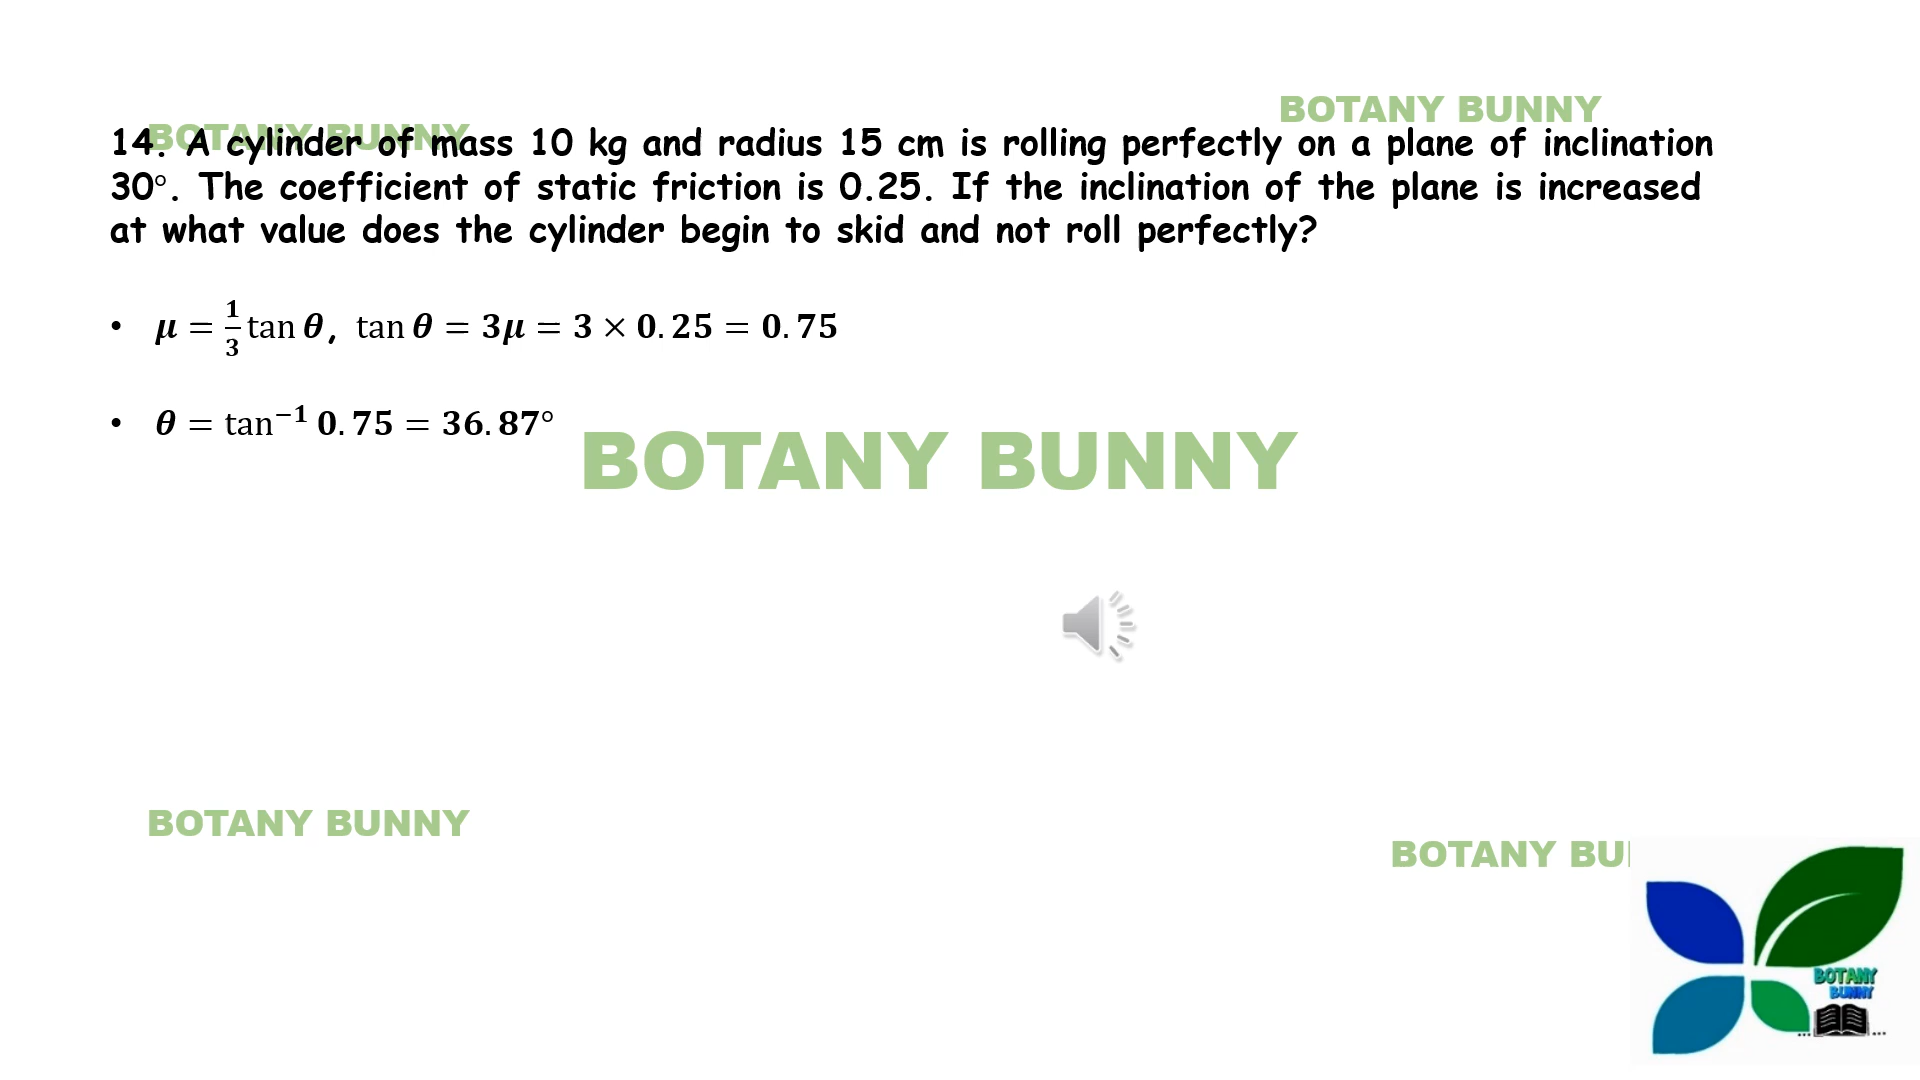 BOTANY BUNNY
BOTANY BUNNY
14. A cylinder of mass 10 kg and radius 15 cm is rolling perfectly on a plane of inclination
30°. The coefficient of static friction is 0.25. If the inclination of the plane is increased
at what value does the cylinder begin to skid and not roll perfectly?
• μ = 1/3 tan θ, tan θ = 3μ = 3 × 0.25 = 0.75
• θ = tan⁻¹ 0.75 = 36.87°
BOTANY BUNNY
BOTANY BUNNY
BOTANY BU
BOTANY
BUNNY